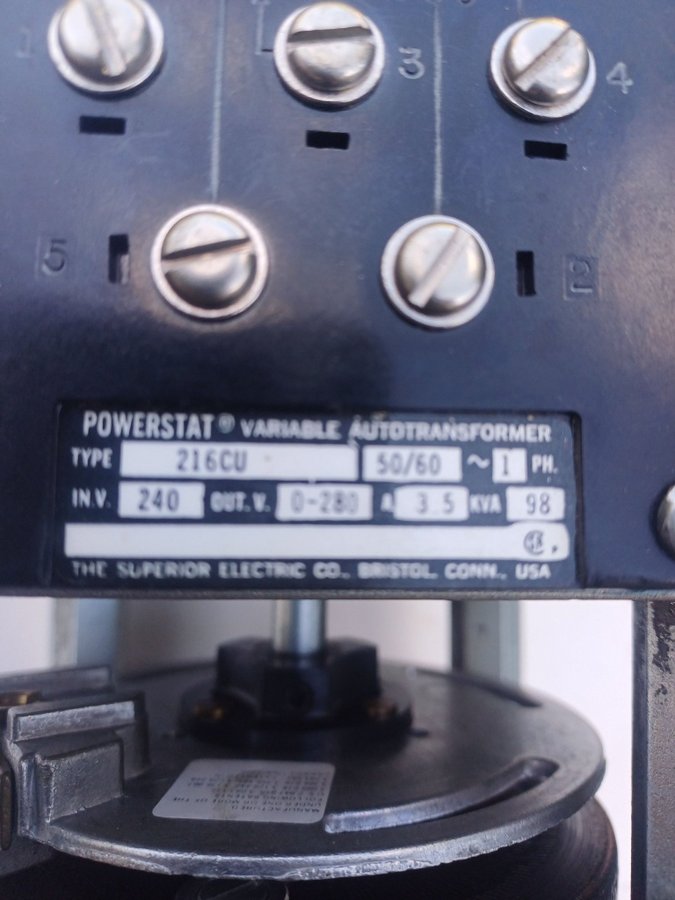 1 3 4
5 2
POWERSTAT® VARIABLE AUTOTRANSFORMER
TYPE 216CU 50/60 ~ 1 PH.
IN.V. 240 OUT.V. 0-280 A 3.5 KVA 98
THE SUPERIOR ELECTRIC CO., BRISTOL, CONN., USA